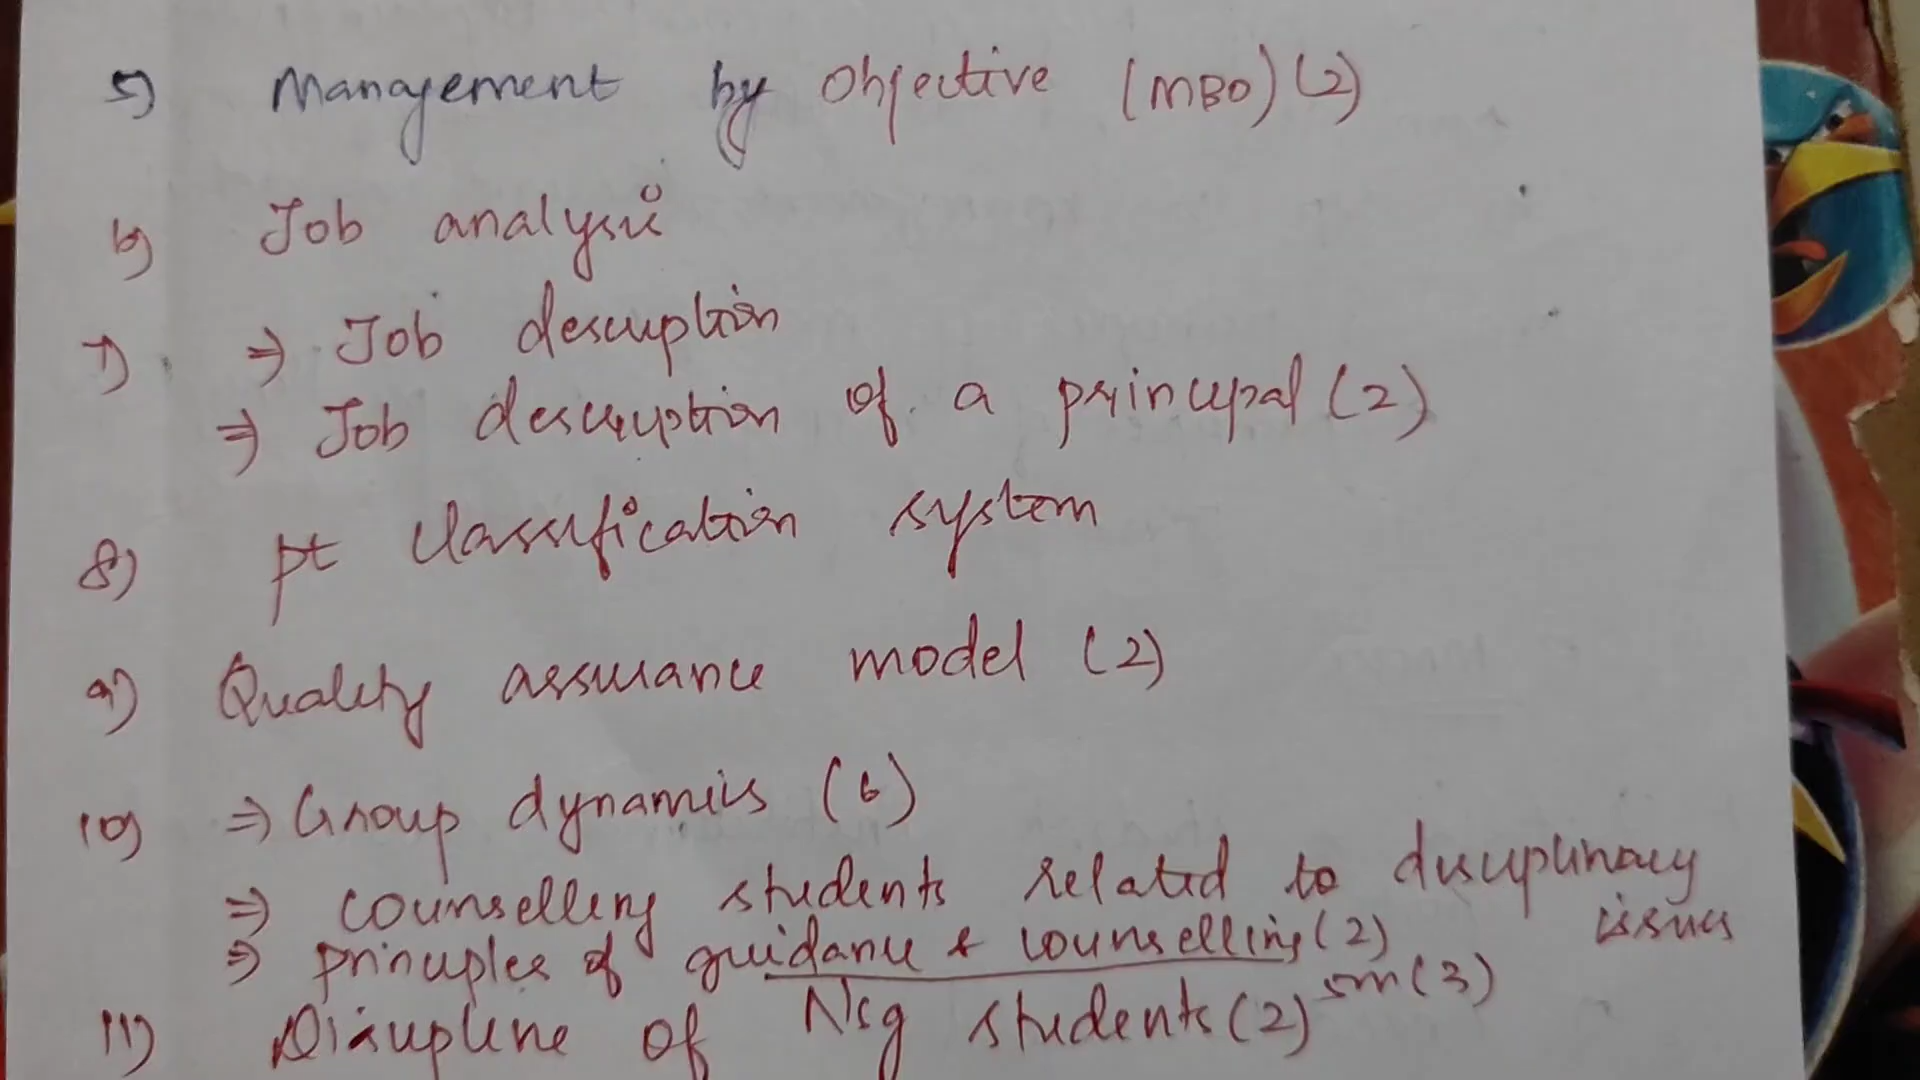 5) Management by Objective (MBO) (2)
6) Job analysis
7) ⇒ Job description
⇒ Job description of a principal (2)
8) pt classification system
9) Quality assurance model (2)
10) ⇒ Group dynamics (6)
⇒ counselling students related to disciplinary issues
⇒ principles of guidance & counselling (2)
5m (3)
11) Discipline of Nsg students (2)